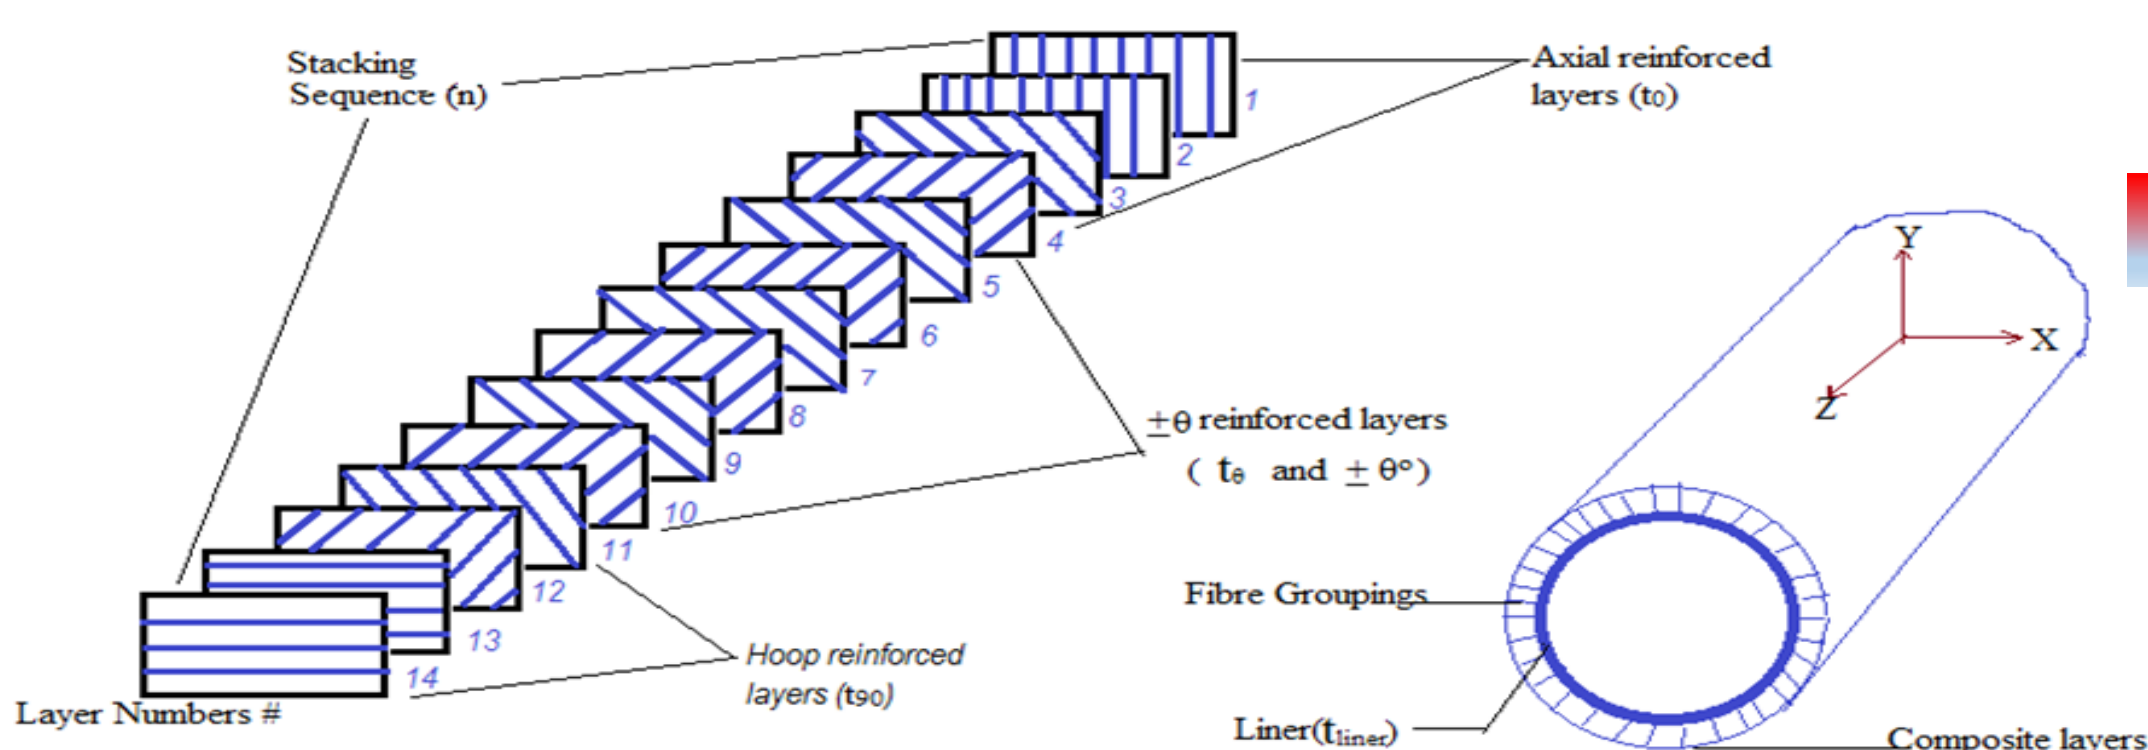 Stacking
Sequence (n)
Axial reinforced
layers (t0)
1
2
3
4
5
6
7
8
9
10
11
12
13
14
±θ reinforced layers
( tθ and ± θ°)
Hoop reinforced
layers (t90)
Layer Numbers #
Y
X
Z
Fibre Groupings
Liner(tliner)
Composite layers